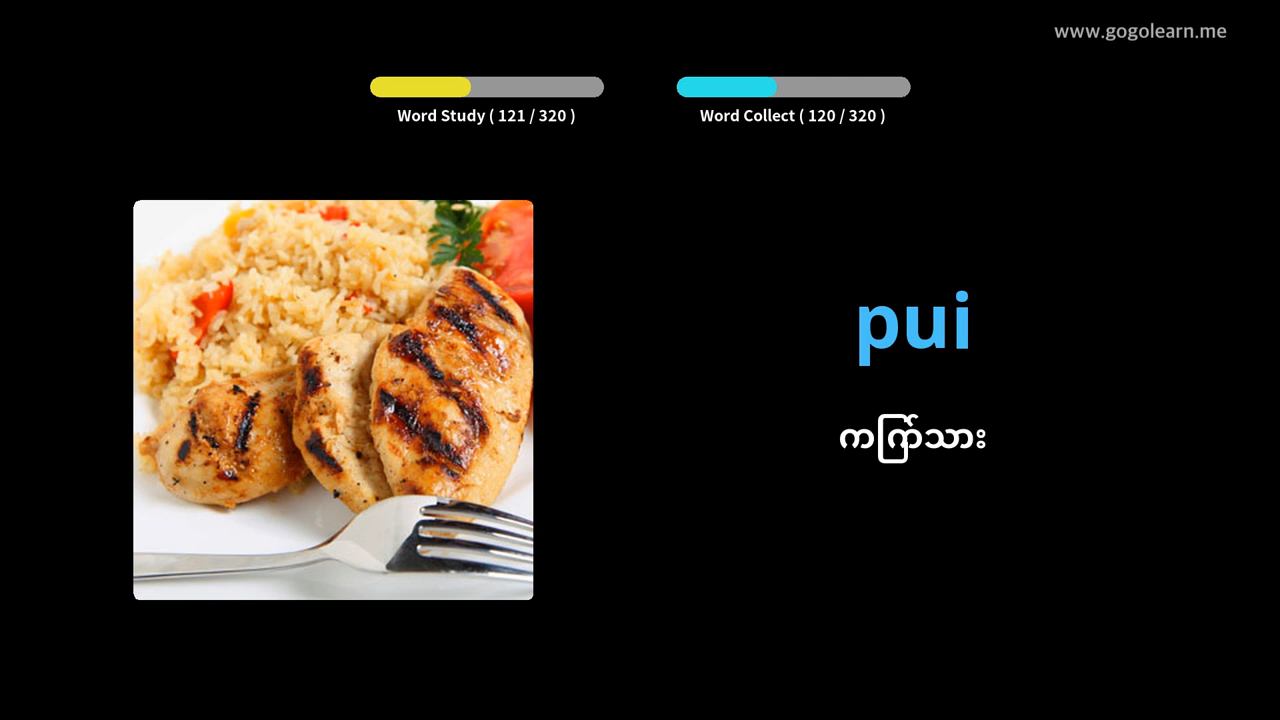 www.gogolearn.me
Word Study ( 121 / 320 )
Word Collect ( 120 / 320 )
pui
ကြက်သား